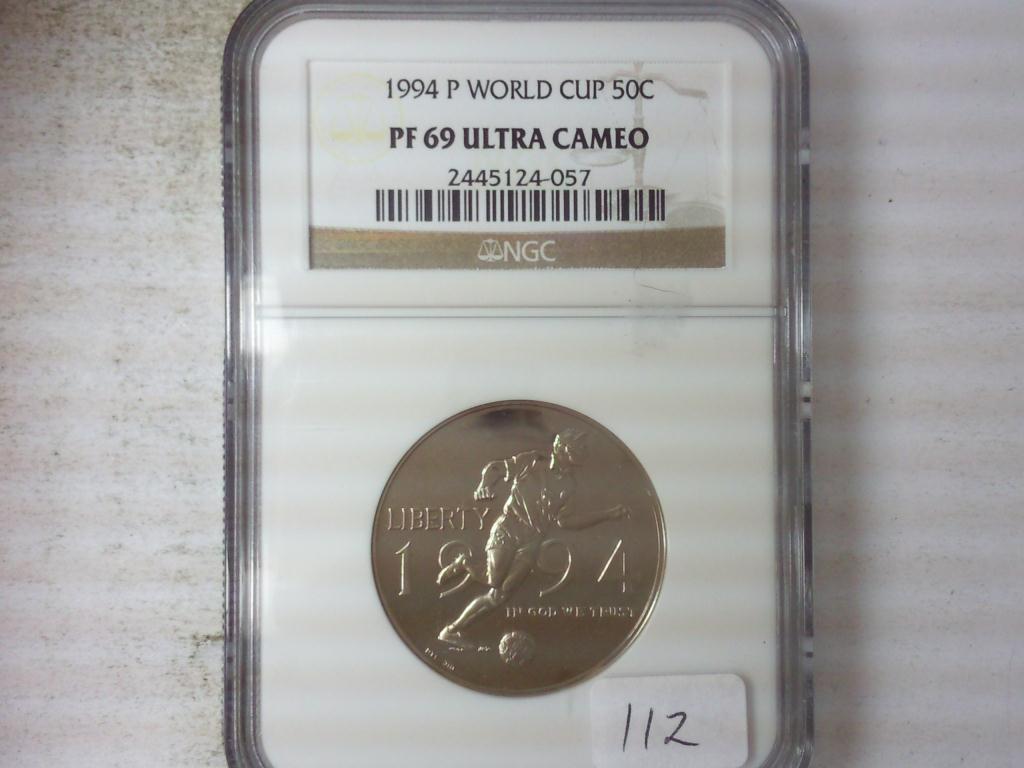 1994 P WORLD CUP 50C
PF 69 ULTRA CAMEO
2445124-057
NGC
LIBERTY
1994
IN GOD WE TRUST
112